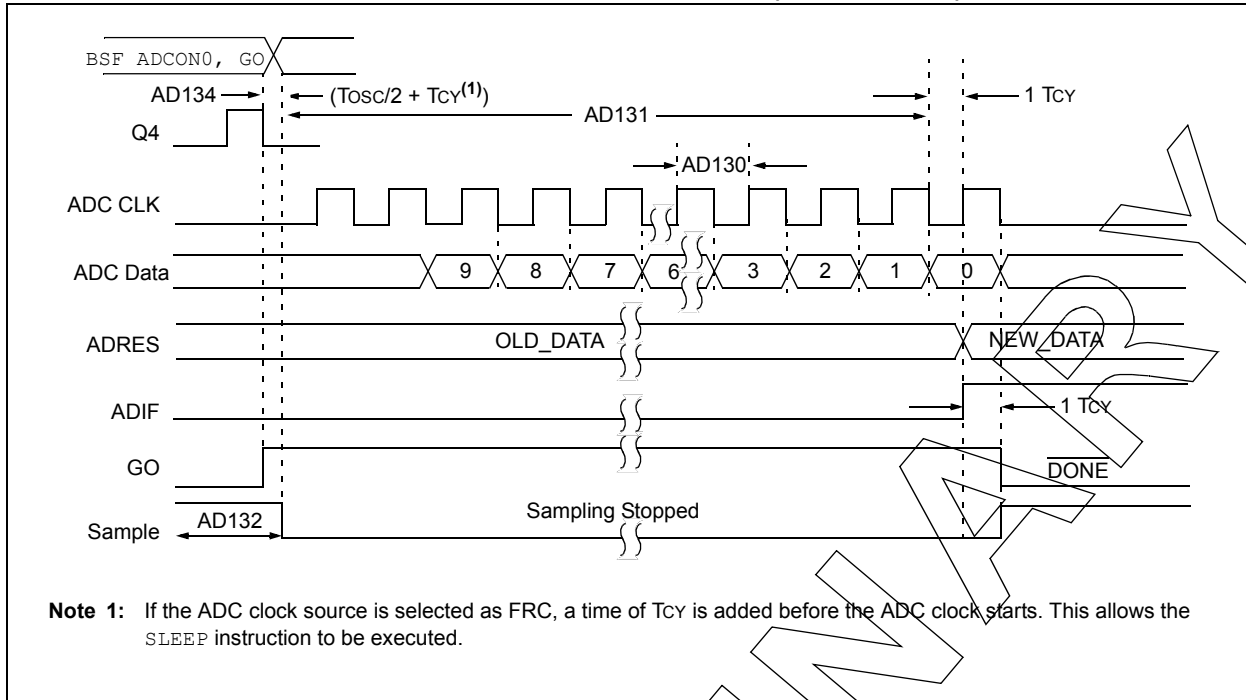 BSF ADCON0, GO
AD134
(TOSC/2 + TCY(1))
1 TCY
AD131
Q4
AD130
ADC CLK
ADC Data
9 8 7 6 3 2 1 0
ADRES
OLD_DATA
NEW_DATA
ADIF
1 TCY
GO
DONE
Sample
AD132
Sampling Stopped
Note 1: If the ADC clock source is selected as FRC, a time of TCY is added before the ADC clock starts. This allows the
SLEEP instruction to be executed.